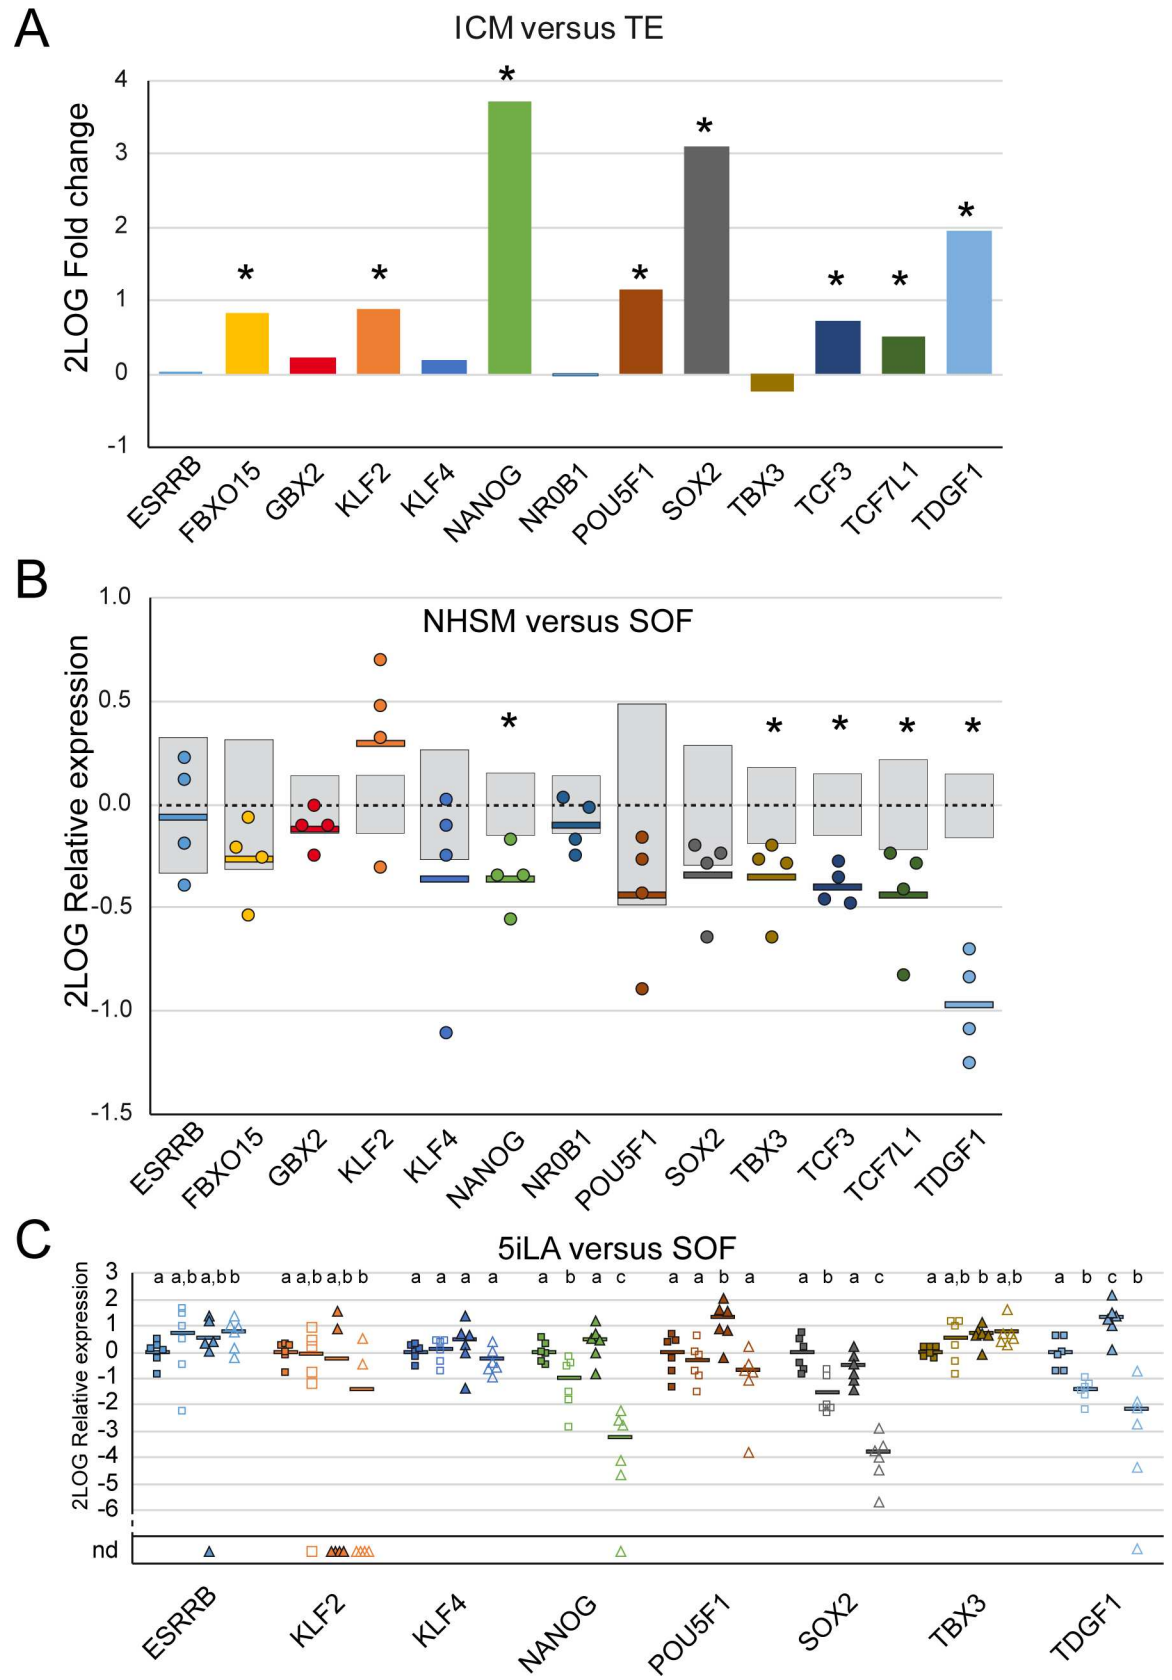 A
ICM versus TE
2LOG Fold change
4
3
2
1
0
-1
* * * * * * * *
ESRRB FBXO15 GBX2 KLF2 KLF4 NANOG NR0B1 POU5F1 SOX2 TBX3 TCF3 TCF7L1 TDGF1
B
NHSM versus SOF
2LOG Relative expression
1.0
0.5
0.0
-0.5
-1.0
-1.5
* * * * *
ESRRB FBXO15 GBX2 KLF2 KLF4 NANOG NR0B1 POU5F1 SOX2 TBX3 TCF3 TCF7L1 TDGF1
C
5iLA versus SOF
2LOG Relative expression
3
2
1
0
-1
-2
-3
-4
-5
-6
nd
a a,b a,b b a a,b a,b b a a a a a b a c a a b a a b a c a a,b b a,b a b c b
ESRRB KLF2 KLF4 NANOG POU5F1 SOX2 TBX3 TDGF1